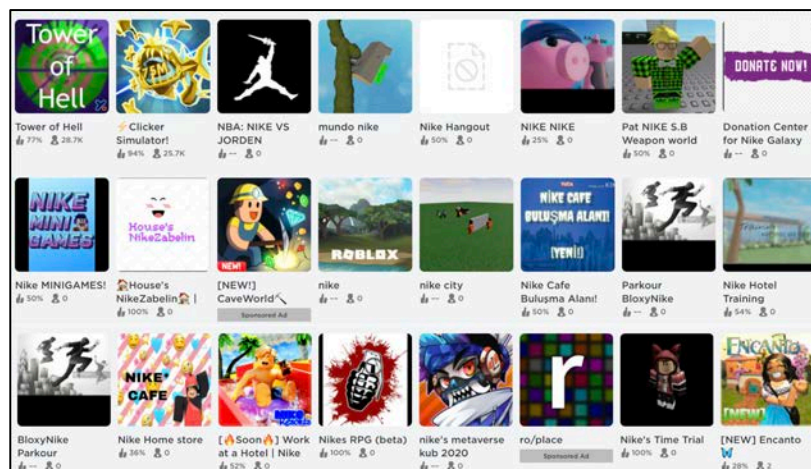 Tower
of
Hell
75M
DONATE NOW!
Tower of Hell
77% 28.7K
⚡Clicker
Simulator!
94% 25.7K
NBA: NIKE VS
JORDEN
-- 0
mundo nike
-- 0
Nike Hangout
50% 0
NIKE NIKE
25% 0
Pat NIKE S.B
Weapon world
50% 0
Donation Center
for Nike Galaxy
-- 0
NIKE
MINI
GAMES
House's
NikeZabelin
NEW!
ROBLOX
NİKE CAFE
BULUŞMA ALANI!
(YENİ!)
Nike MINIGAMES!
50% 0
🏠House's
NikeZabelin🏠 |
100% 0
[NEW!]
CaveWorld⛏
Sponsored Ad
nike
-- 0
nike city
-- 0
Nike Cafe
Buluşma Alanı!
50% 0
Parkour
BloxyNike
-- 0
Nike Hotel
Training
54% 0
NIKE*
CAFE
r
ENCANTO
[NEW]
BloxyNike
Parkour
-- 0
Nike Home store
36% 0
[🔥Soon🔥] Work
at a Hotel | Nike
52% 0
Nikes RPG (beta)
100% 0
nike's metaverse
kub 2020
-- 0
ro/place
Sponsored Ad
Nike's Time Trial
100% 0
[NEW] Encanto
🦋
28% 2